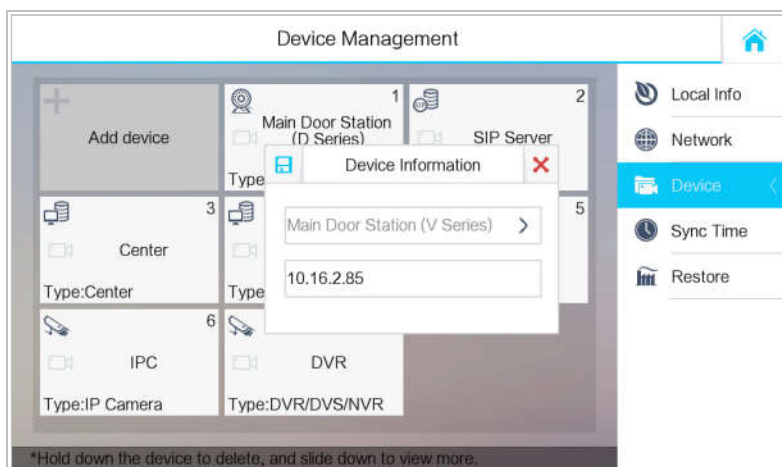 Device Management
1
2
Add device
Main Door Station
(D Series)
SIP Server
Type
Device Information
Main Door Station (V Series)
10.16.2.85
3
5
Center
Type:Center
Type
6
IPC
DVR
Type:IP Camera
Type:DVR/DVS/NVR
*Hold down the device to delete, and slide down to view more.
Local Info
Network
Device
Sync Time
Restore